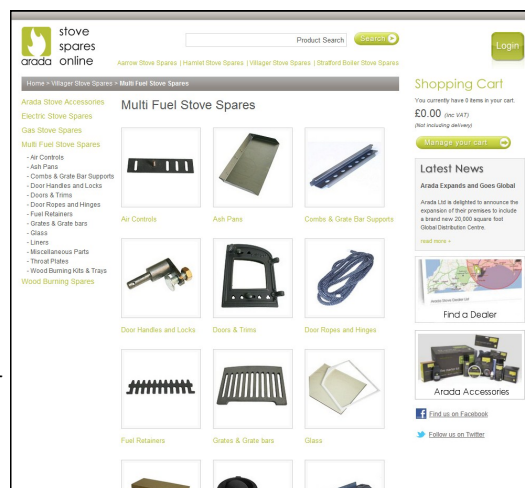 stove
spares
arada online
Product Search
Search
Login
Aarrow Stove Spares | Hamlet Stove Spares | Villager Stove Spares | Stratford Boiler Stove Spares
Home > Villager Stove Spares > Multi Fuel Stove Spares
Arada Stove Accessories
Electric Stove Spares
Gas Stove Spares
Multi Fuel Stove Spares
- Air Controls
- Ash Pans
- Combs & Grate Bar Supports
- Door Handles and Locks
- Doors & Trims
- Door Ropes and Hinges
- Fuel Retainers
- Grates & Grate bars
- Glass
- Liners
- Miscellaneous Parts
- Throat Plates
- Wood Burning Kits & Trays
Wood Burning Spares
Multi Fuel Stove Spares
Air Controls
Ash Pans
Combs & Grate Bar Supports
Door Handles and Locks
Doors & Trims
Door Ropes and Hinges
Fuel Retainers
Grates & Grate bars
Glass
Shopping Cart
You currently have 0 items in your cart.
£0.00 (inc VAT)
(Not including delivery)
Manage your cart
Latest News
Arada Expands and Goes Global
Arada Ltd is delighted to announce the
expansion of their premises to include
a brand new 20,000 square foot
Global Distribution Centre.
read more +
Find a Dealer
Arada Accessories
Find us on Facebook
Follow us on Twitter